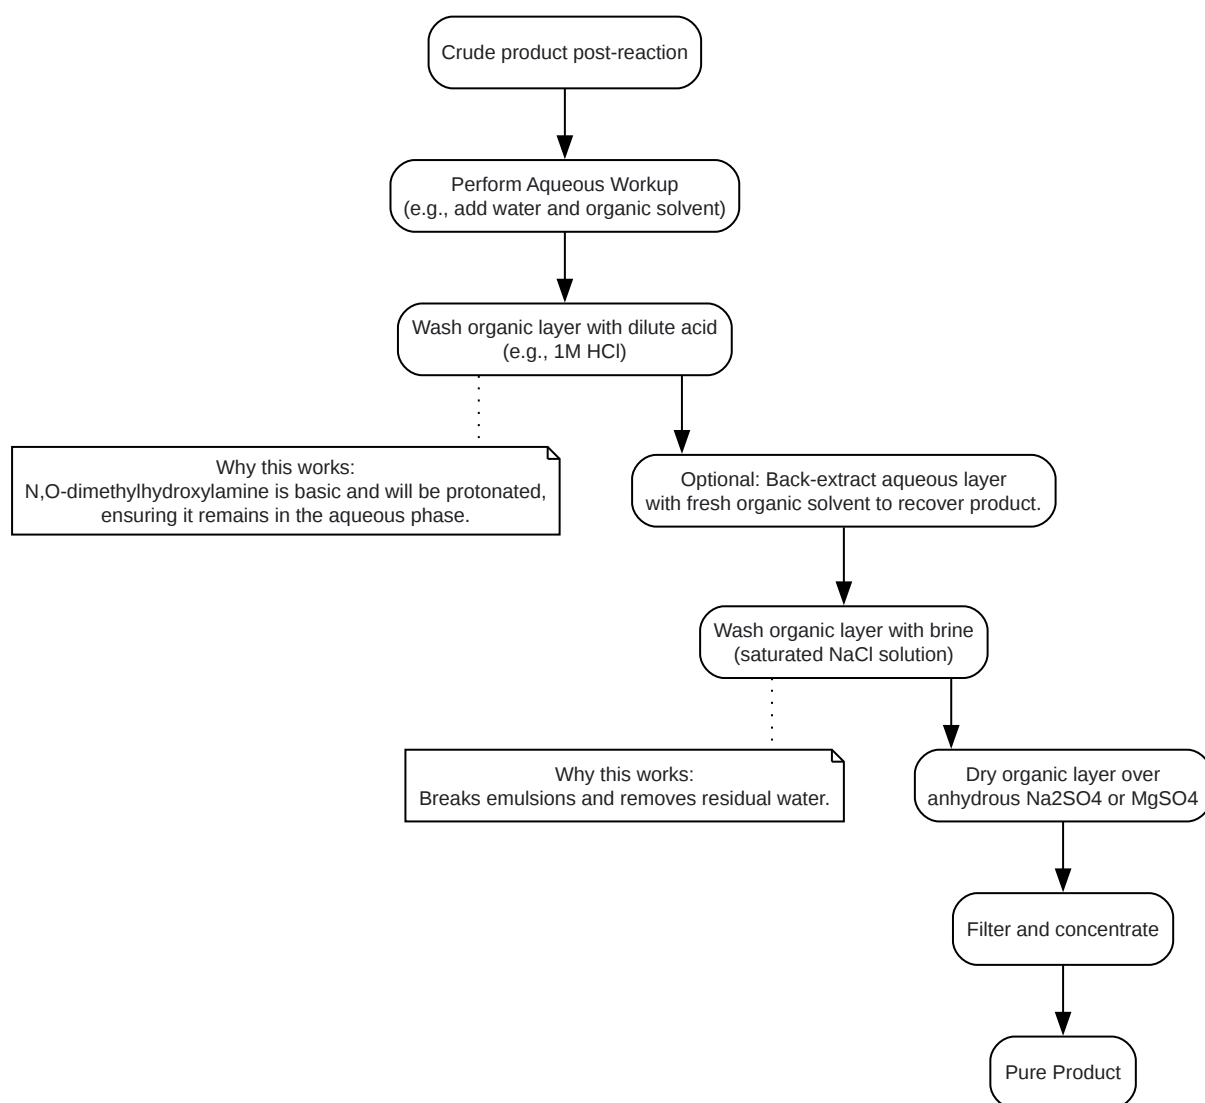 Crude product post-reaction
Perform Aqueous Workup
(e.g., add water and organic solvent)
Wash organic layer with dilute acid
(e.g., 1M HCl)
Why this works:
N,O-dimethylhydroxylamine is basic and will be protonated,
ensuring it remains in the aqueous phase.
Optional: Back-extract aqueous layer
with fresh organic solvent to recover product.
Wash organic layer with brine
(saturated NaCl solution)
Why this works:
Breaks emulsions and removes residual water.
Dry organic layer over
anhydrous Na2SO4 or MgSO4
Filter and concentrate
Pure Product